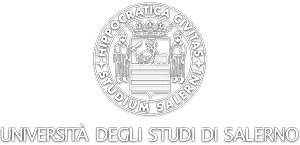 HIPPOCRATICA CIVITAS
STUDIUM SALERNI
UNIVERSITÀ DEGLI STUDI DI SALERNO